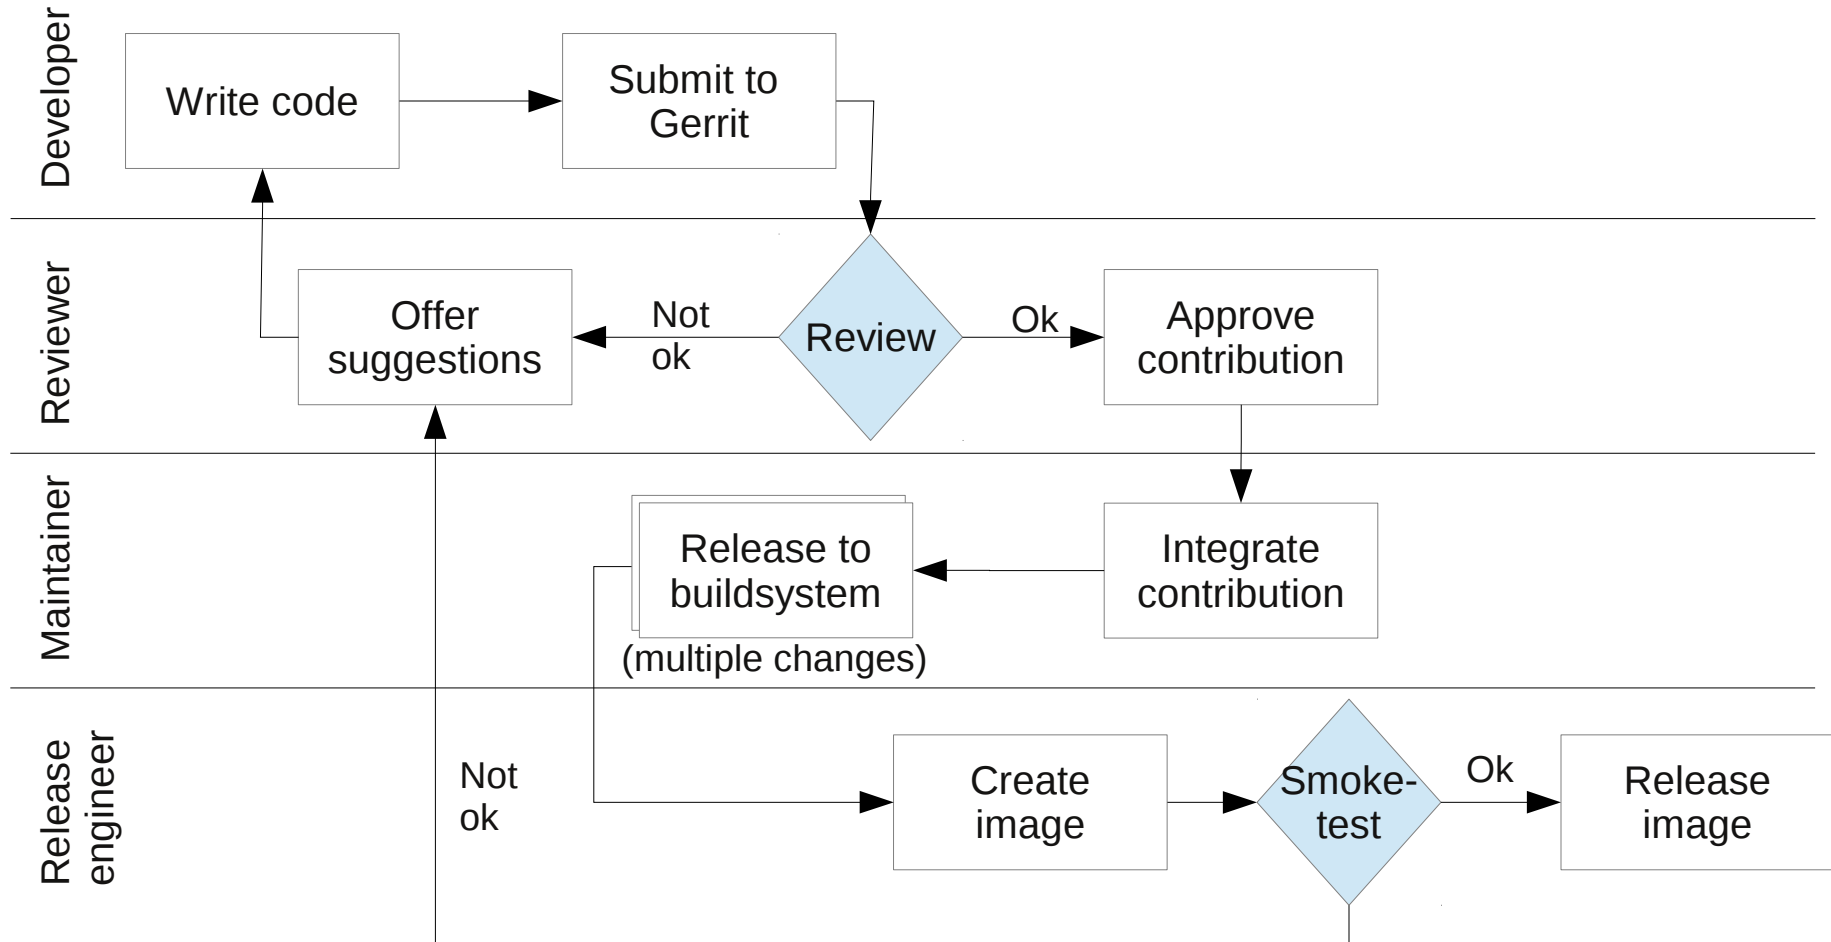 Developer
Write code
Submit to
Gerrit
Reviewer
Offer
suggestions
Not
ok
Review
Ok
Approve
contribution
Maintainer
Release to
buildsystem
(multiple changes)
Integrate
contribution
Release
engineer
Not
ok
Create
image
Smoke-
test
Ok
Release
image